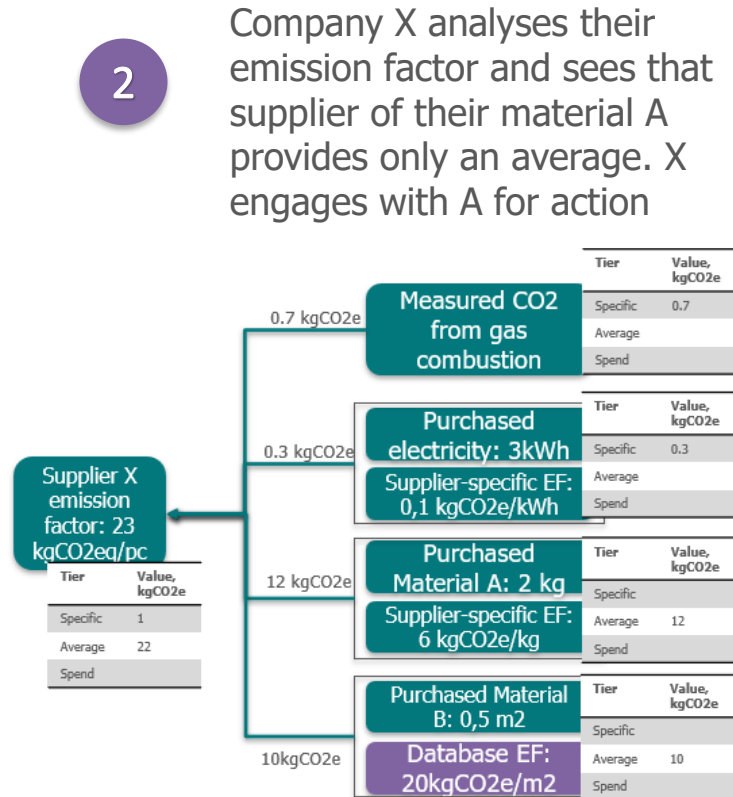 2
Company X analyses their
emission factor and sees that
supplier of their material A
provides only an average. X
engages with A for action
0.7 kgCO2e
Measured CO2
from gas
combustion
Tier Value,
kgCO2e
Specific 0.7
Average
Spend
0.3 kgCO2e
Purchased
electricity: 3kWh
Supplier-specific EF:
0,1 kgCO2e/kWh
Tier Value,
kgCO2e
Specific 0.3
Average
Spend
Supplier X
emission
factor: 23
kgCO2eq/pc
Tier Value,
kgCO2e
Specific 1
Average 22
Spend
12 kgCO2e
Purchased
Material A: 2 kg
Supplier-specific EF:
6 kgCO2e/kg
Tier Value,
kgCO2e
Specific
Average 12
Spend
10kgCO2e
Purchased Material
B: 0,5 m2
Database EF:
20kgCO2e/m2
Tier Value,
kgCO2e
Specific
Average 10
Spend